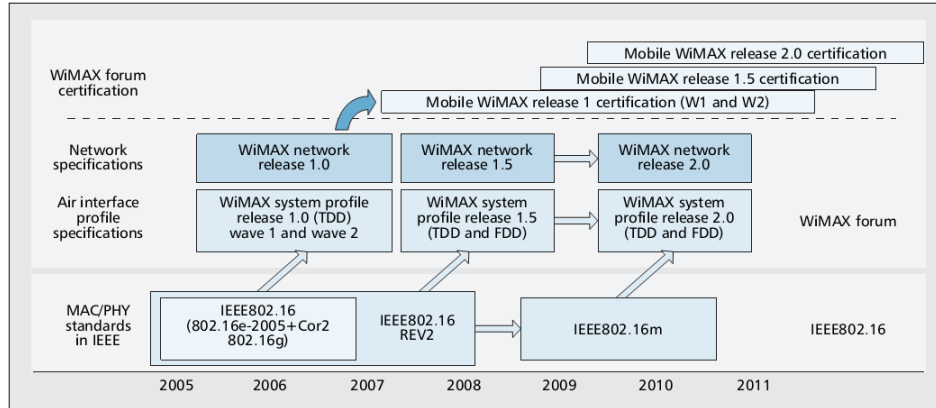 Mobile WiMAX release 2.0 certification
WiMAX forum
certification
Mobile WiMAX release 1.5 certification
Mobile WiMAX release 1 certification (W1 and W2)
Network
specifications
WiMAX network
release 1.0
WiMAX network
release 1.5
WiMAX network
release 2.0
Air interface
profile
specifications
WiMAX system profile
release 1.0 (TDD)
wave 1 and wave 2
WiMAX system
profile release 1.5
(TDD and FDD)
WiMAX system
profile release 2.0
(TDD and FDD)
WiMAX forum
MAC/PHY
standards
in IEEE
IEEE802.16
(802.16e-2005+Cor2
802.16g)
IEEE802.16
REV2
IEEE802.16m
IEEE802.16
2005 2006 2007 2008 2009 2010 2011